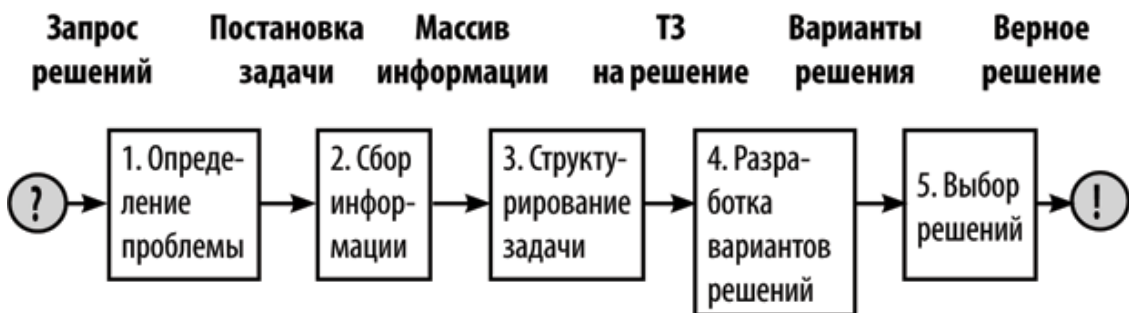 Запрос
решений
Постановка
задачи
Массив
информации
ТЗ
на решение
Варианты
решения
Верное
решение
?
1. Опреде-
ление
проблемы
2. Сбор
инфор-
мации
3. Структу-
рирование
задачи
4. Разра-
ботка
вариантов
решений
5. Выбор
решений
!